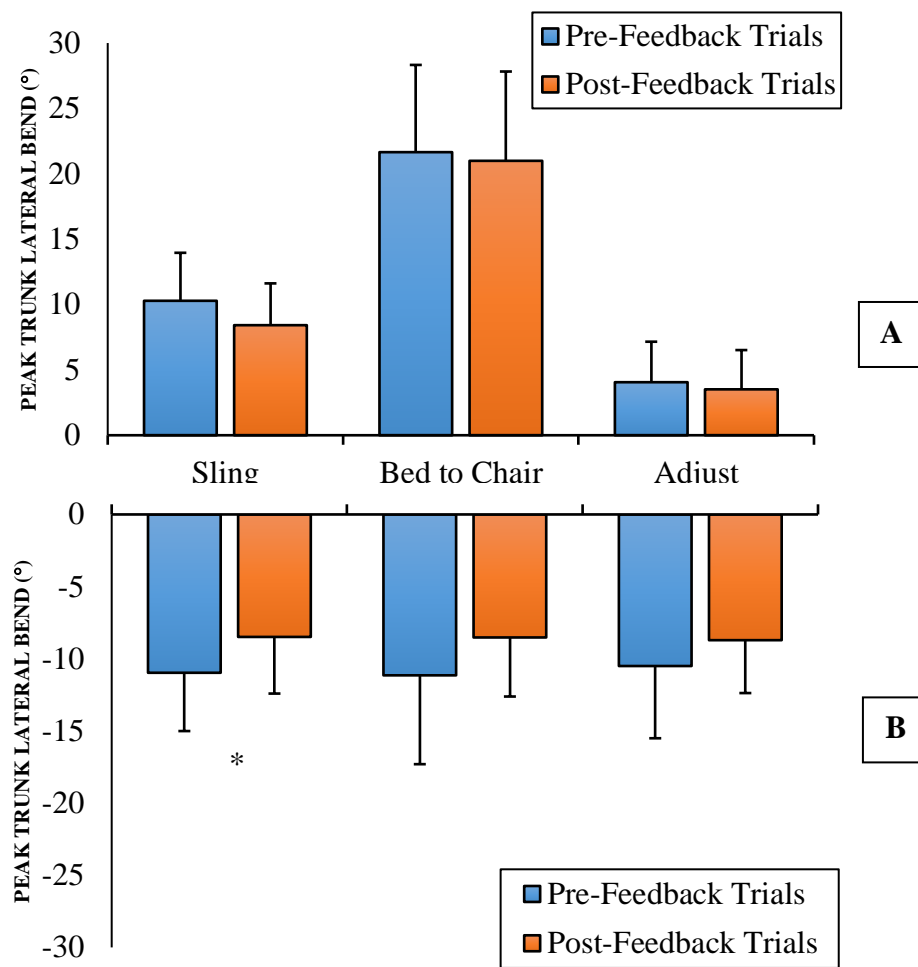 Pre-Feedback Trials
Post-Feedback Trials
PEAK TRUNK LATERAL BEND (°)
30
25
20
15
10
5
0
A
Sling
Bed to Chair
Adjust
PEAK TRUNK LATERAL BEND (°)
0
-5
-10
-15
-20
-25
-30
*
B
Pre-Feedback Trials
Post-Feedback Trials